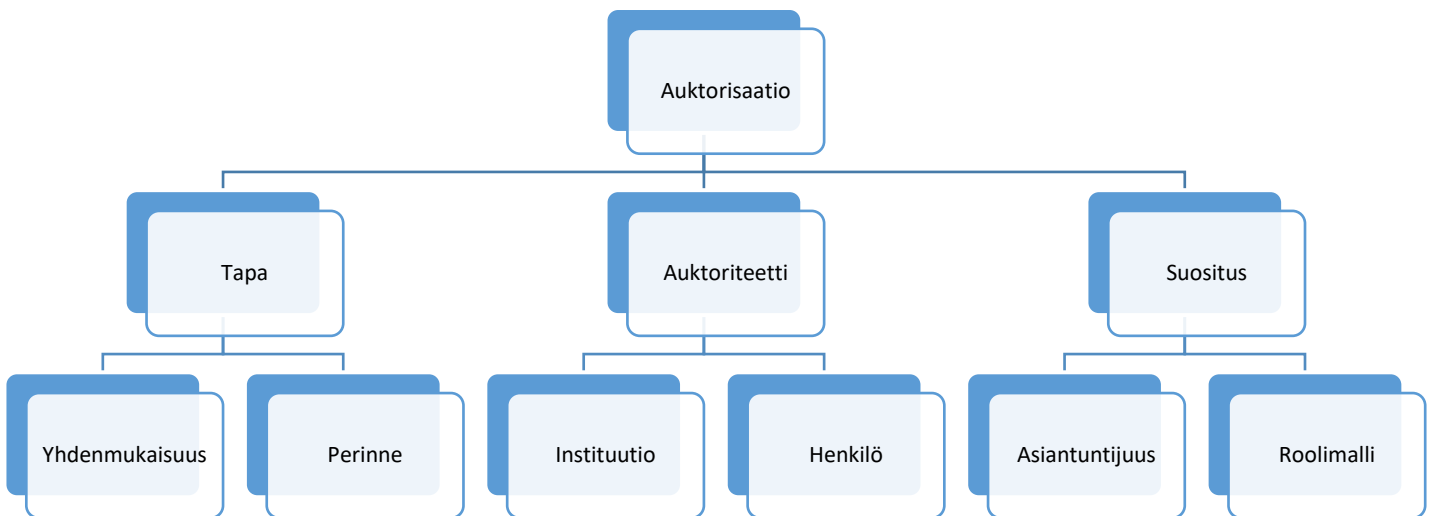 Auktorisaatio
Tapa
Auktoriteetti
Suositus
Yhdenmukaisuus
Perinne
Instituutio
Henkilö
Asiantuntijuus
Roolimalli